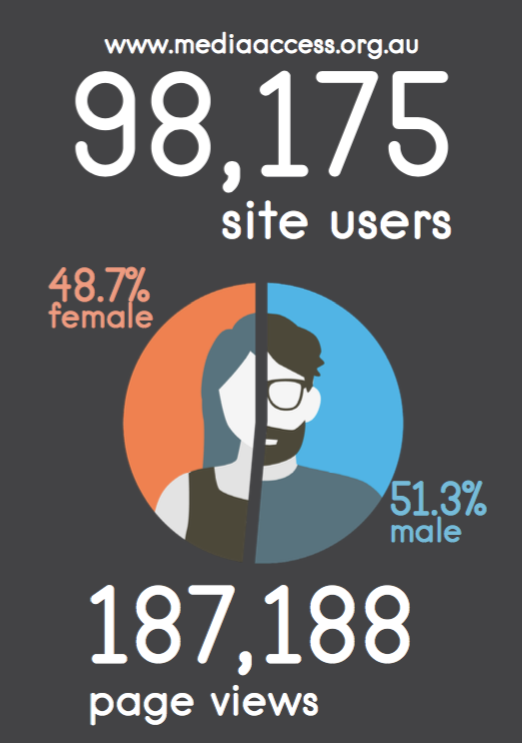 www.mediaaccess.org.au
98,175
site users
48.7%
female
51.3%
male
187,188
page views